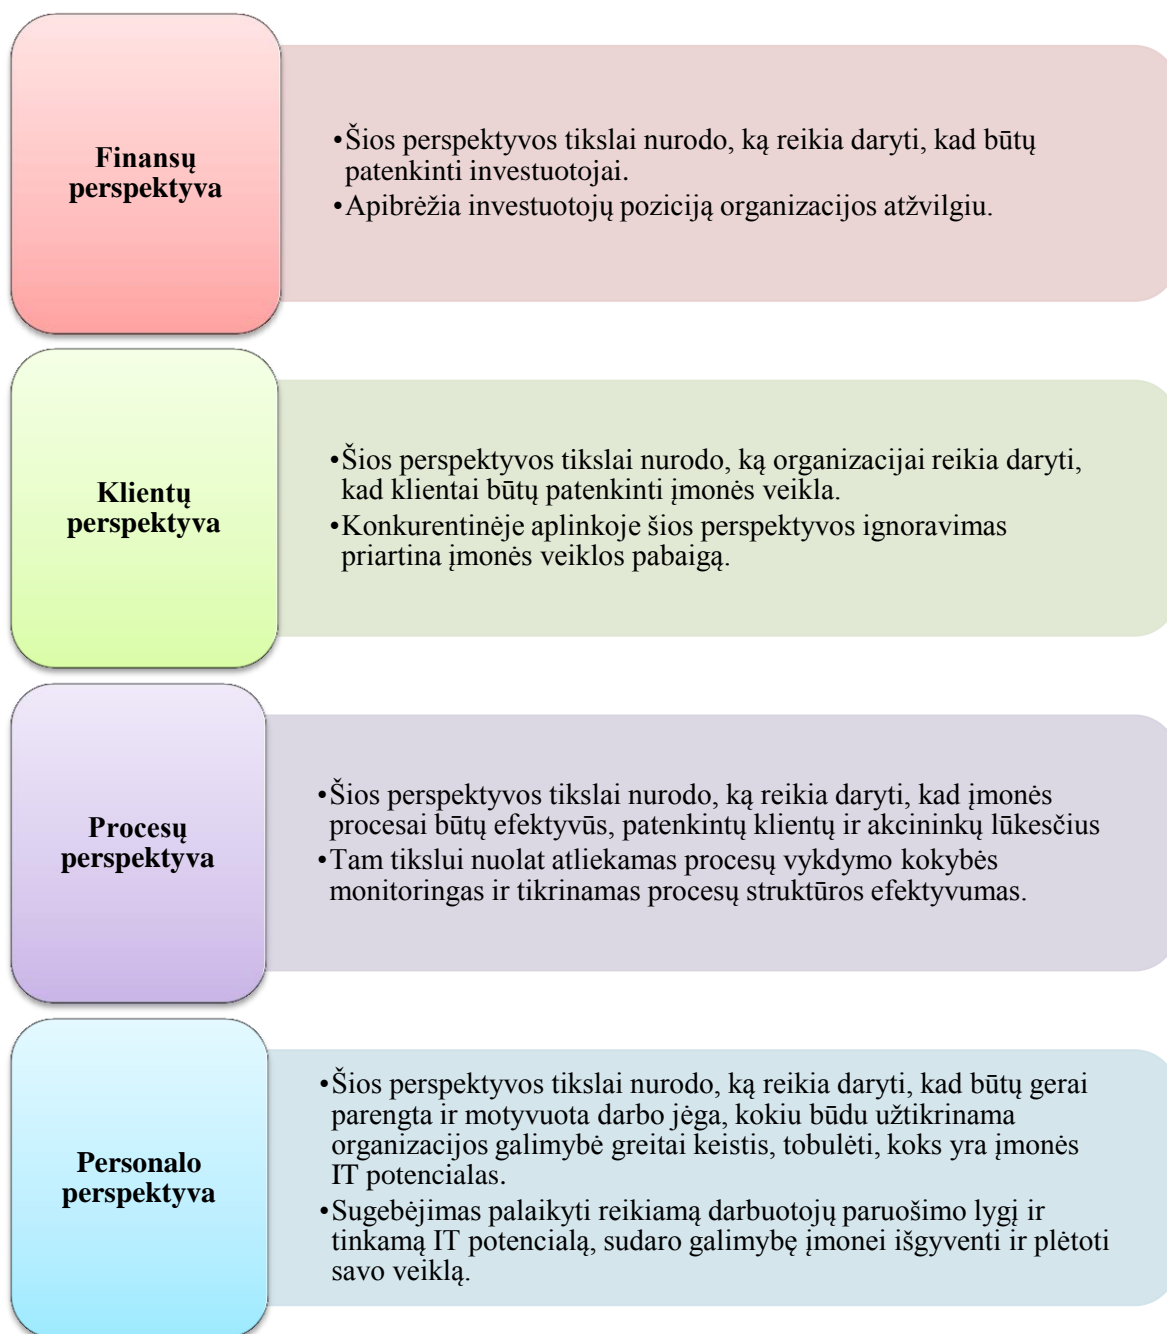 Finansų
perspektyva
•Šios perspektyvos tikslai nurodo, ką reikia daryti, kad būtų
patenkinti investuotojai.
•Apibrėžia investuotojų poziciją organizacijos atžvilgiu.
Klientų
perspektyva
•Šios perspektyvos tikslai nurodo, ką organizacijai reikia daryti,
kad klientai būtų patenkinti įmonės veikla.
•Konkurentinėje aplinkoje šios perspektyvos ignoravimas
priartina įmonės veiklos pabaigą.
Procesų
perspektyva
•Šios perspektyvos tikslai nurodo, ką reikia daryti, kad įmonės
procesai būtų efektyvūs, patenkintų klientų ir akcininkų lūkesčius
•Tam tikslui nuolat atliekamas procesų vykdymo kokybės
monitoringas ir tikrinamas procesų struktūros efektyvumas.
Personalo
perspektyva
•Šios perspektyvos tikslai nurodo, ką reikia daryti, kad būtų gerai
parengta ir motyvuota darbo jėga, kokiu būdu užtikrinama
organizacijos galimybė greitai keistis, tobulėti, koks yra įmonės
IT potencialas.
•Sugebėjimas palaikyti reikiamą darbuotojų paruošimo lygį ir
tinkamą IT potencialą, sudaro galimybę įmonei išgyventi ir plėtoti
savo veiklą.